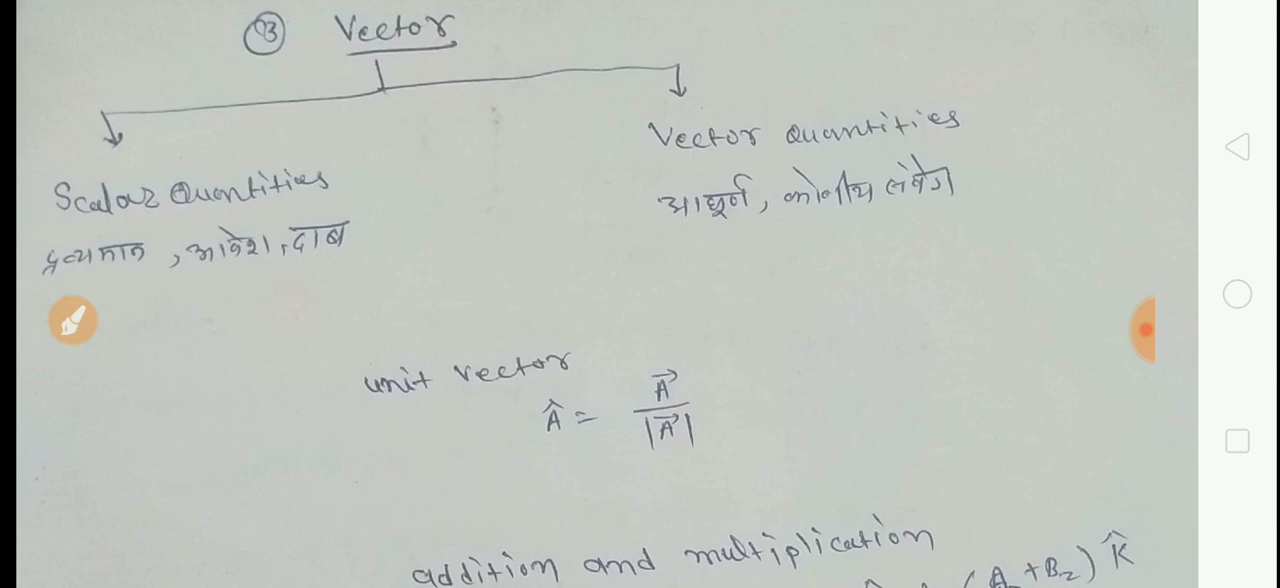 ③ Vector
Scalar Quantities
द्रव्यमान, आवेश, दाब
Vector Quantities
आघूर्ण, कोणीय संवेग
unit vector
Â = A⃗ / |A⃗|
addition and multiplication
+B₂) K̂